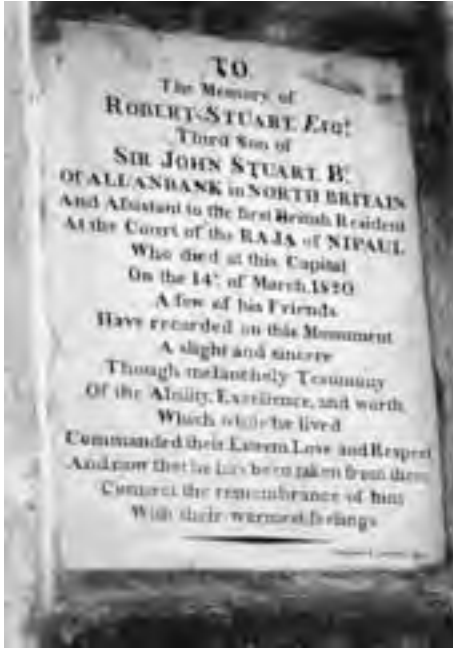 TO
The Memory of
ROBERT STUART Esqr
Third Son of
SIR JOHN STUART Bt.
Of ALLANBANK in NORTH BRITAIN
And Assistant to the first British Resident
At the Court of the RAJA of NIPAUL
Who died at this Capital
On the 14th of March 1820
A few of his Friends
Have recorded on this Monument
A slight and sincere
Though melancholy Testimony
Of the Ability, Excellence, and worth
Which while he lived
Commanded their Esteem Love and Respect
And now that he has been taken from them
Connect the remembrance of him
With their warmest feelings